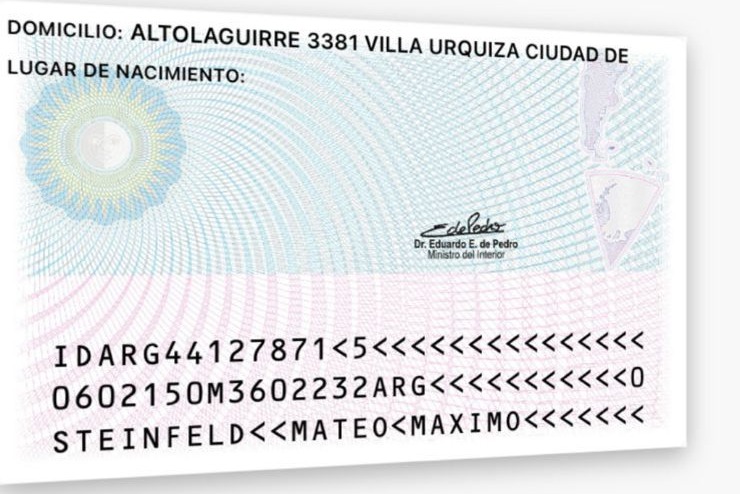 DOMICILIO: ALTOLAGUIRRE 3381 VILLA URQUIZA CIUDAD DE
LUGAR DE NACIMIENTO:
EdePedro
Dr. Eduardo E. de Pedro
Ministro del Interior
IDARG44127871<5<<<<<<<<<<<<<<<
0602150M3602232ARG<<<<<<<<<<<0
STEINFELD<<MATEO<MAXIMO<<<<<<<